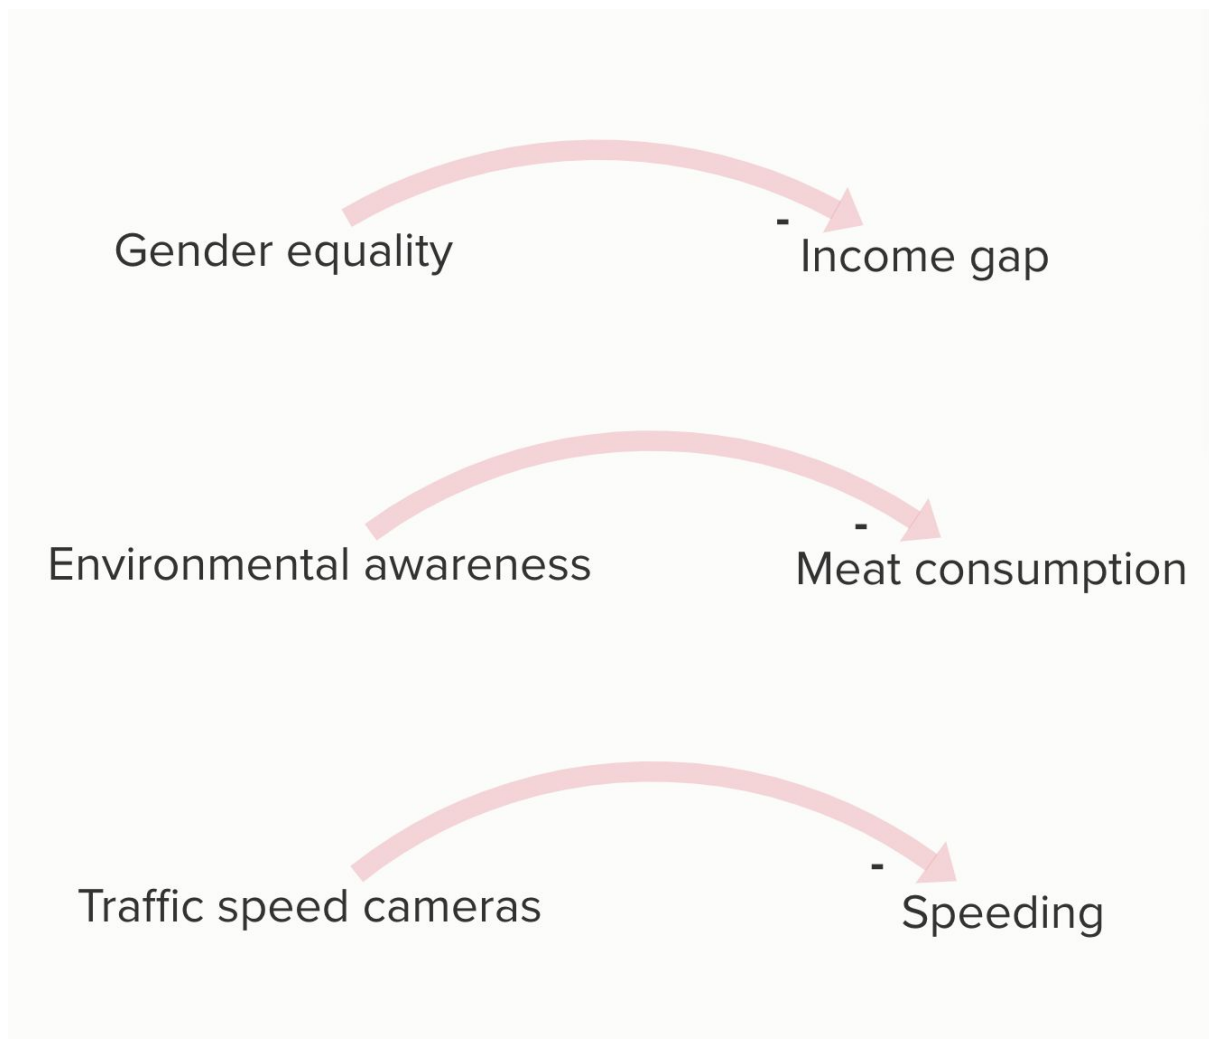 -
Gender equality
Income gap
-
Environmental awareness
Meat consumption
-
Traffic speed cameras
Speeding